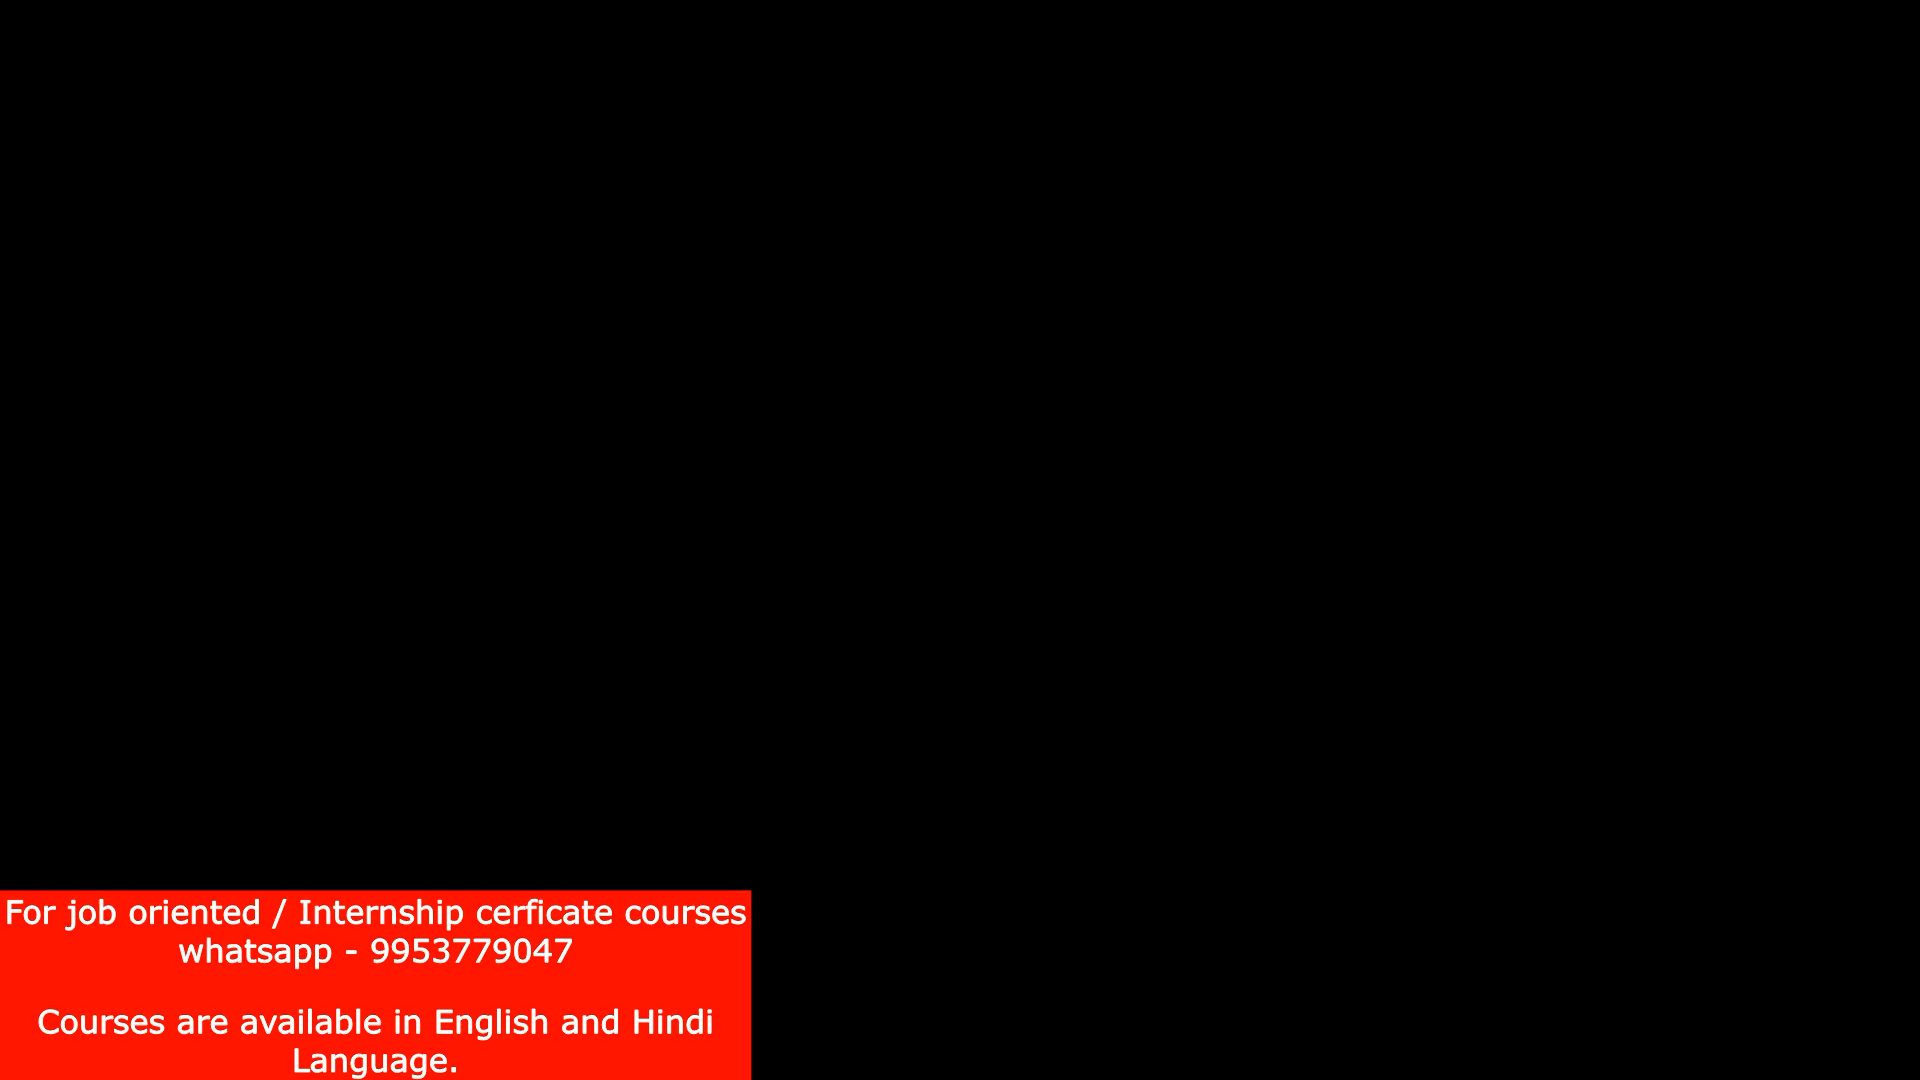 For job oriented / Internship cerficate courses
whatsapp - 9953779047
Courses are available in English and Hindi
Language.